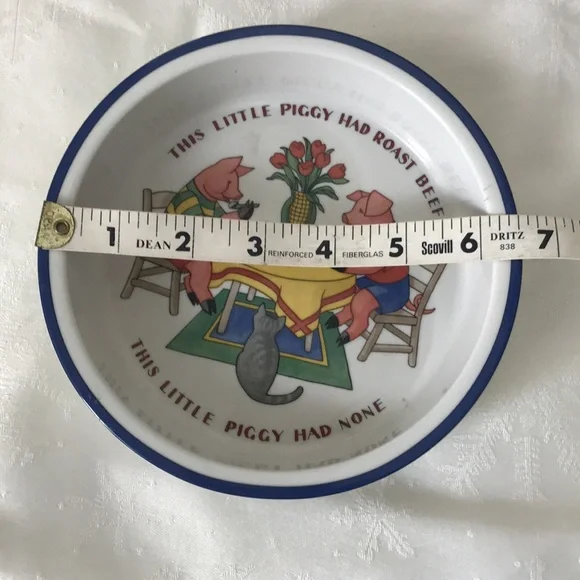 THIS LITTLE PIGGY HAD ROAST BEEF
1 DEAN 2 3 REINFORCED 4 FIBERGLAS 5 Scovill 6 DRITZ 838 7
THIS LITTLE PIGGY HAD NONE